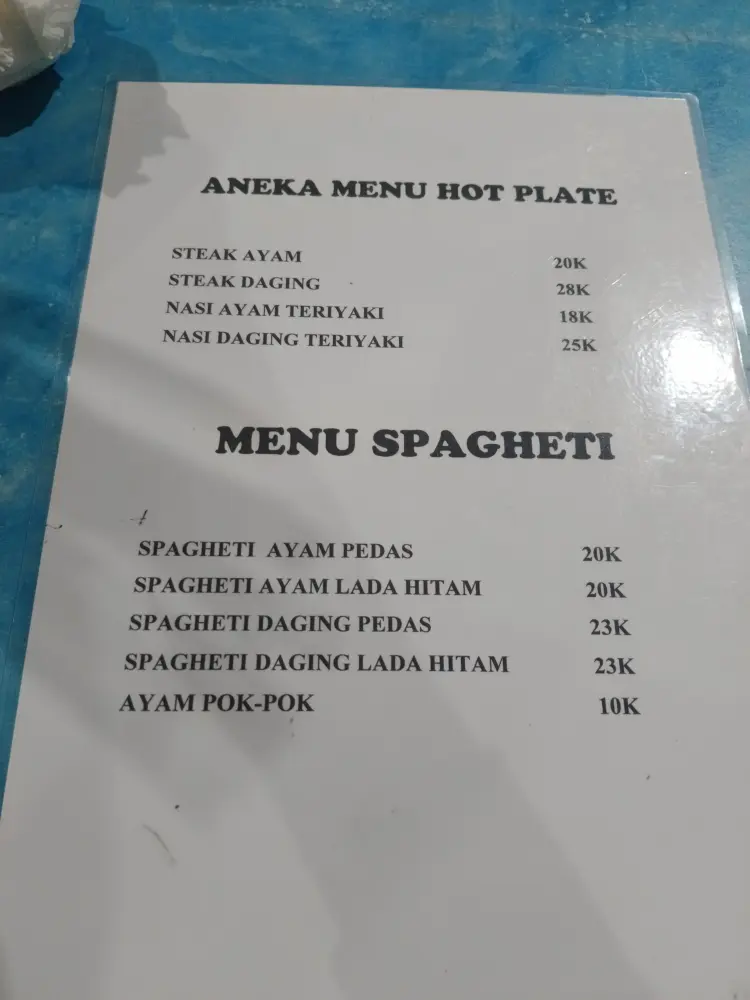 ANEKA MENU HOT PLATE
STEAK AYAM 20K
STEAK DAGING 28K
NASI AYAM TERIYAKI 18K
NASI DAGING TERIYAKI 25K
MENU SPAGHETI
SPAGHETI AYAM PEDAS 20K
SPAGHETI AYAM LADA HITAM 20K
SPAGHETI DAGING PEDAS 23K
SPAGHETI DAGING LADA HITAM 23K
AYAM POK-POK 10K